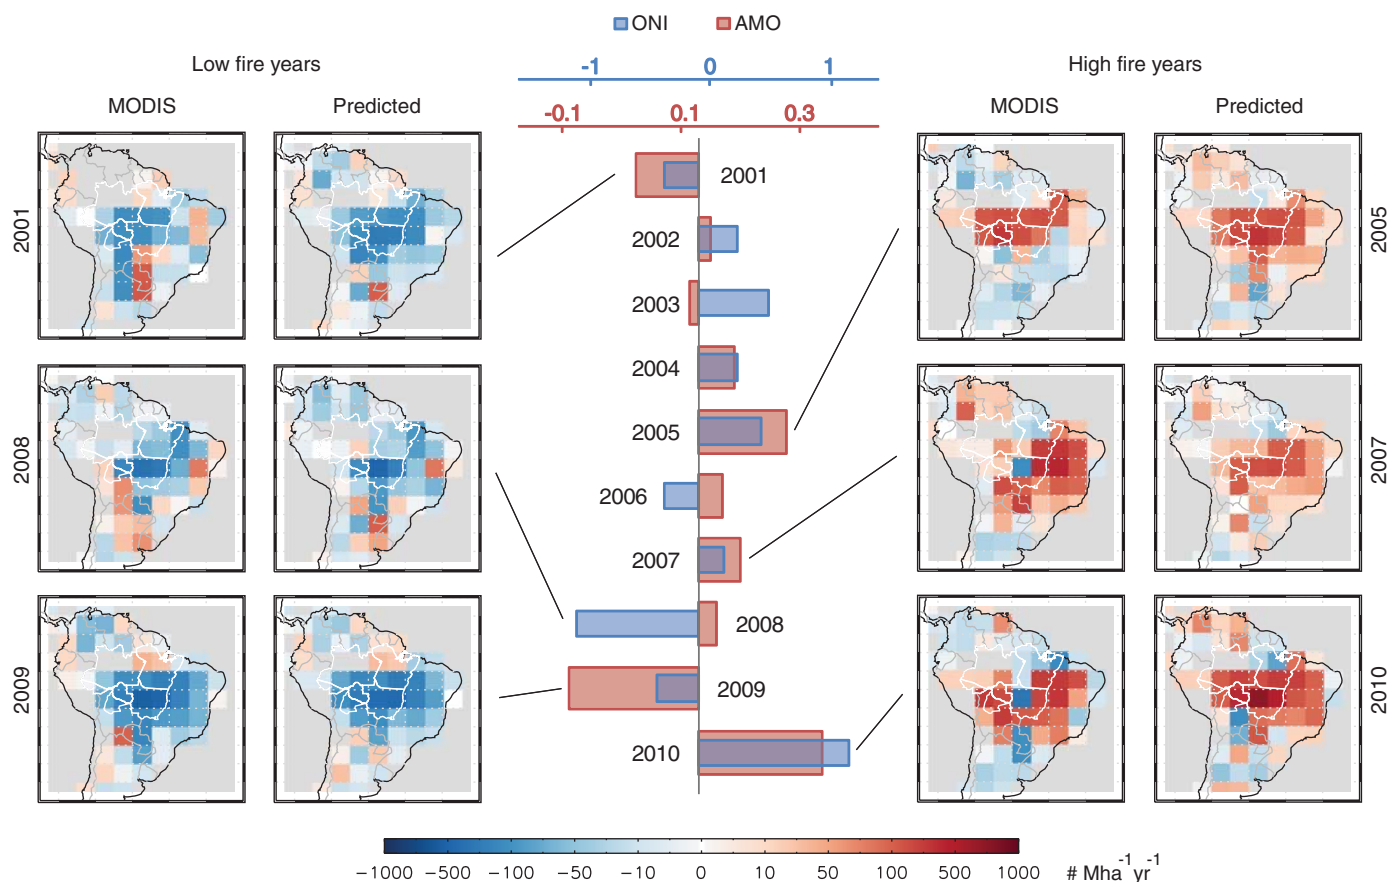 ONI AMO
Low fire years
High fire years
-1 0 1
MODIS Predicted
MODIS Predicted
-0.1 0.1 0.3
2001
2002
2003
2004
2005
2006
2007
2008
2009
2010
2001
2008
2009
2005
2007
2010
-1000 -500 -100 -50 -10 0 10 50 100 500 1000 # Mha-1 yr-1